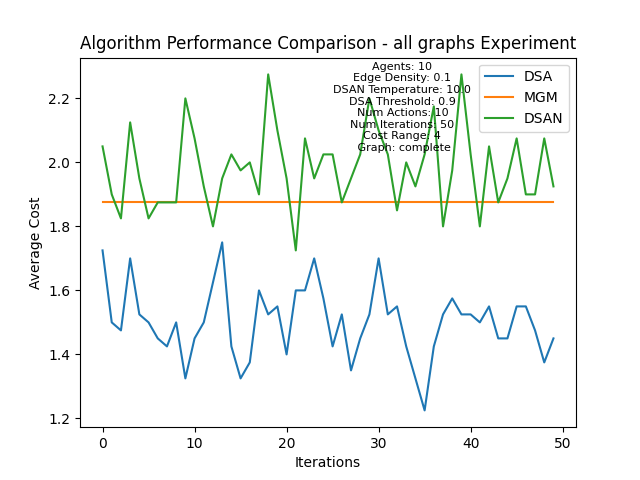 Algorithm Performance Comparison - all graphs Experiment
Agents: 10
Edge Density: 0.1
DSAN Temperature: 10.0
DSA Threshold: 0.9
Num Actions: 10
Num Iterations: 50
Cost Range: 4
Graph: complete
DSA
MGM
DSAN
Average Cost
2.2
2.0
1.8
1.6
1.4
1.2
0
10
20
30
40
50
Iterations